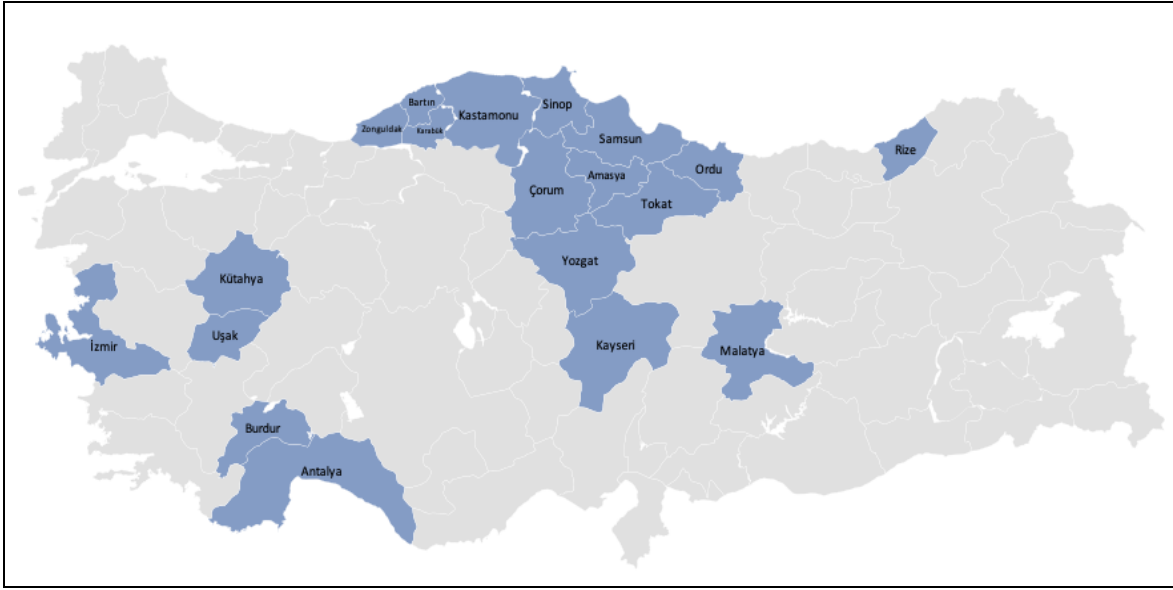 Bartın
Kastamonu
Sinop
Zonguldak
Karabük
Samsun
Rize
Ordu
Amasya
Çorum
Tokat
Yozgat
Kütahya
Uşak
İzmir
Kayseri
Malatya
Burdur
Antalya